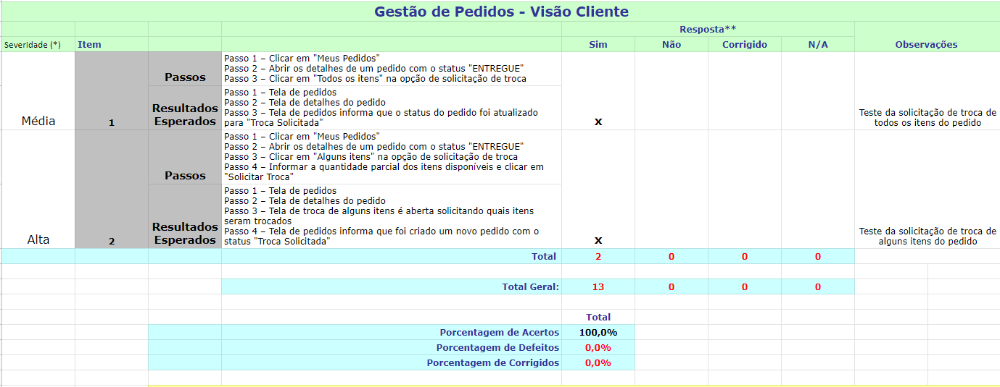 Gestão de Pedidos - Visão Cliente
Resposta**
Severidade (*) Item Sim Não Corrigido N/A Observações
Passos
Passo 1 – Clicar em "Meus Pedidos"
Passo 2 – Abrir os detalhes de um pedido com o status "ENTREGUE"
Passo 3 – Clicar em "Todos os itens" na opção de solicitação de troca
Média
1
Resultados
Esperados
Passo 1 – Tela de pedidos
Passo 2 – Tela de detalhes do pedido
Passo 3 – Tela de pedidos informa que o status do pedido foi atualizado
para "Troca Solicitada"
x
Teste da solicitação de troca de
todos os itens do pedido
Passos
Passo 1 – Clicar em "Meus Pedidos"
Passo 2 – Abrir os detalhes de um pedido com o status "ENTREGUE"
Passo 3 – Clicar em "Alguns itens" na opção de solicitação de troca
Passo 4 – Informar a quantidade parcial dos itens disponíveis e clicar em
"Solicitar Troca"
Alta
2
Resultados
Esperados
Passo 1 – Tela de pedidos
Passo 2 – Tela de detalhes do pedido
Passo 3 – Tela de troca de alguns itens é aberta solicitando quais itens
seram trocados
Passo 4 – Tela de pedidos informa que foi criado um novo pedido com o
status "Troca Solicitada"
x
Teste da solicitação de troca de
alguns itens do pedido
Total 2 0 0 0
Total Geral: 13 0 0 0
Total
Porcentagem de Acertos 100,0%
Porcentagem de Defeitos 0,0%
Porcentagem de Corrigidos 0,0%